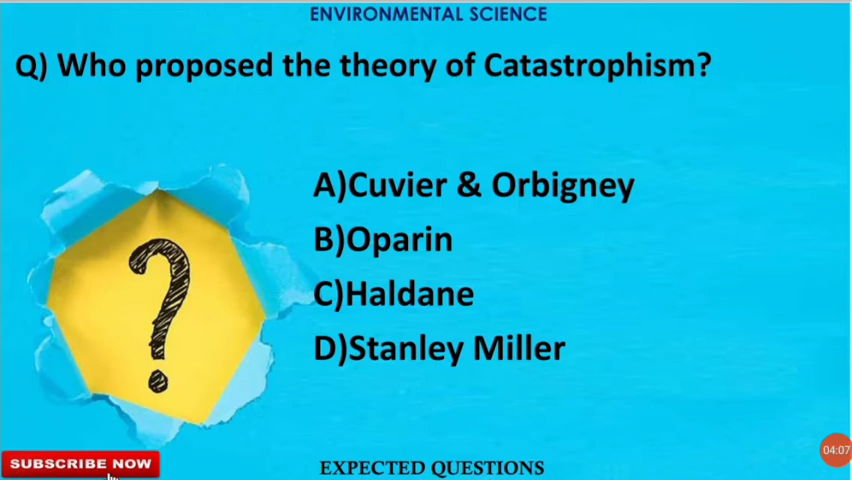 ENVIRONMENTAL SCIENCE
Q) Who proposed the theory of Catastrophism?
A)Cuvier & Orbigney
B)Oparin
C)Haldane
D)Stanley Miller
?
SUBSCRIBE NOW
EXPECTED QUESTIONS
04:07